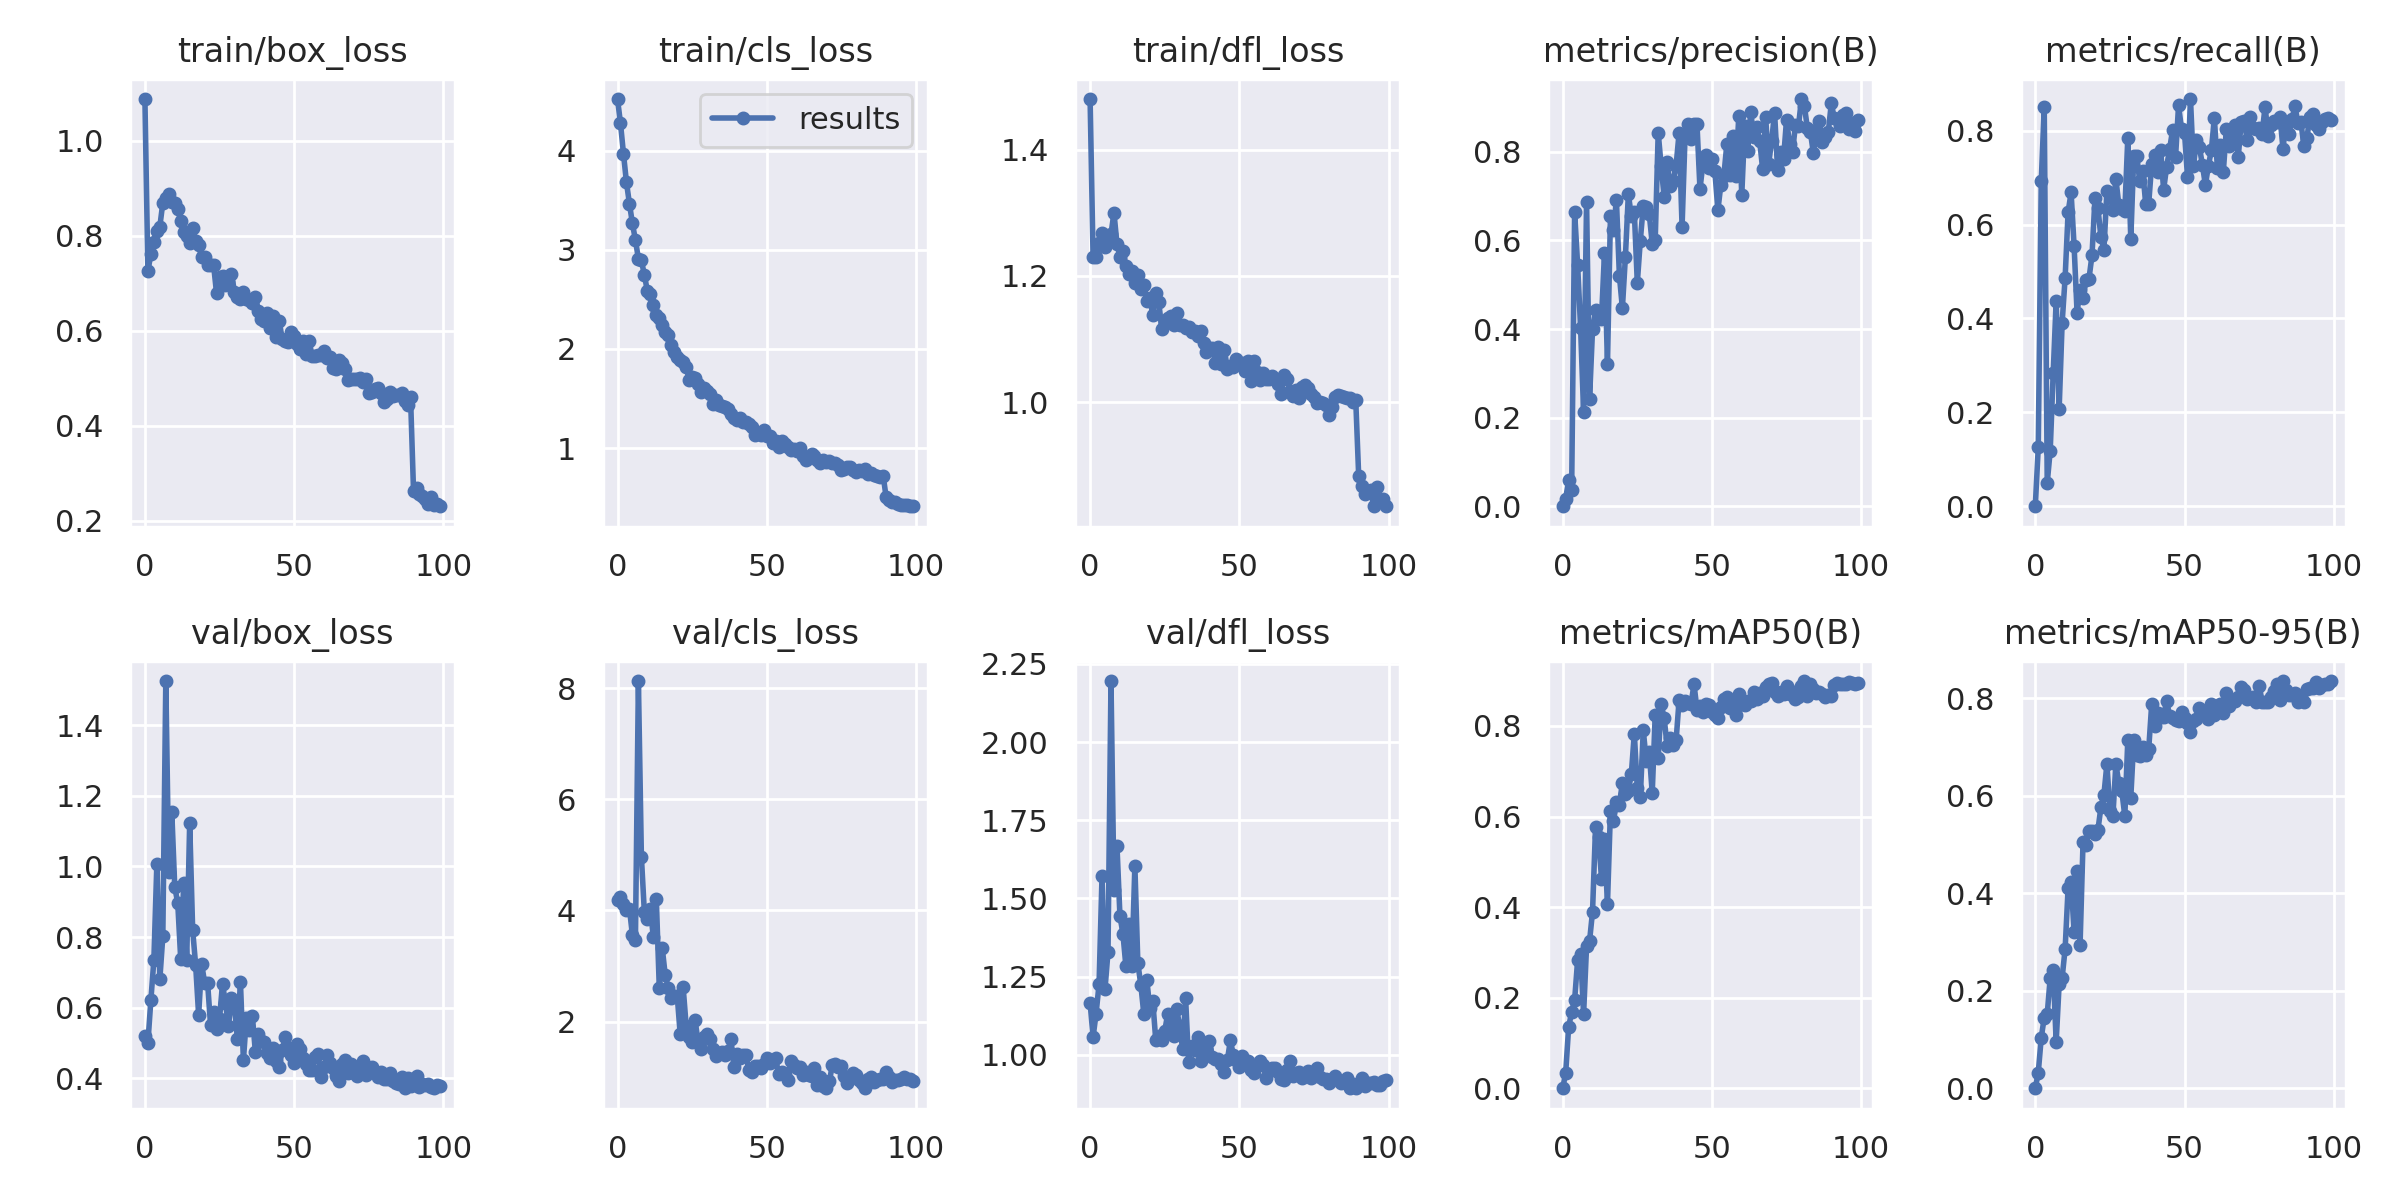 train/box_loss
train/cls_loss
train/dfl_loss
metrics/precision(B)
metrics/recall(B)
results
1.0
0.8
0.6
0.4
0.2
0 50 100
4
3
2
1
0 50 100
1.4
1.2
1.0
0 50 100
0.8
0.6
0.4
0.2
0.0
0 50 100
0.8
0.6
0.4
0.2
0.0
0 50 100
val/box_loss
val/cls_loss
val/dfl_loss
metrics/mAP50(B)
metrics/mAP50-95(B)
1.4
1.2
1.0
0.8
0.6
0.4
0 50 100
8
6
4
2
0 50 100
2.25
2.00
1.75
1.50
1.25
1.00
0 50 100
0.8
0.6
0.4
0.2
0.0
0 50 100
0.8
0.6
0.4
0.2
0.0
0 50 100